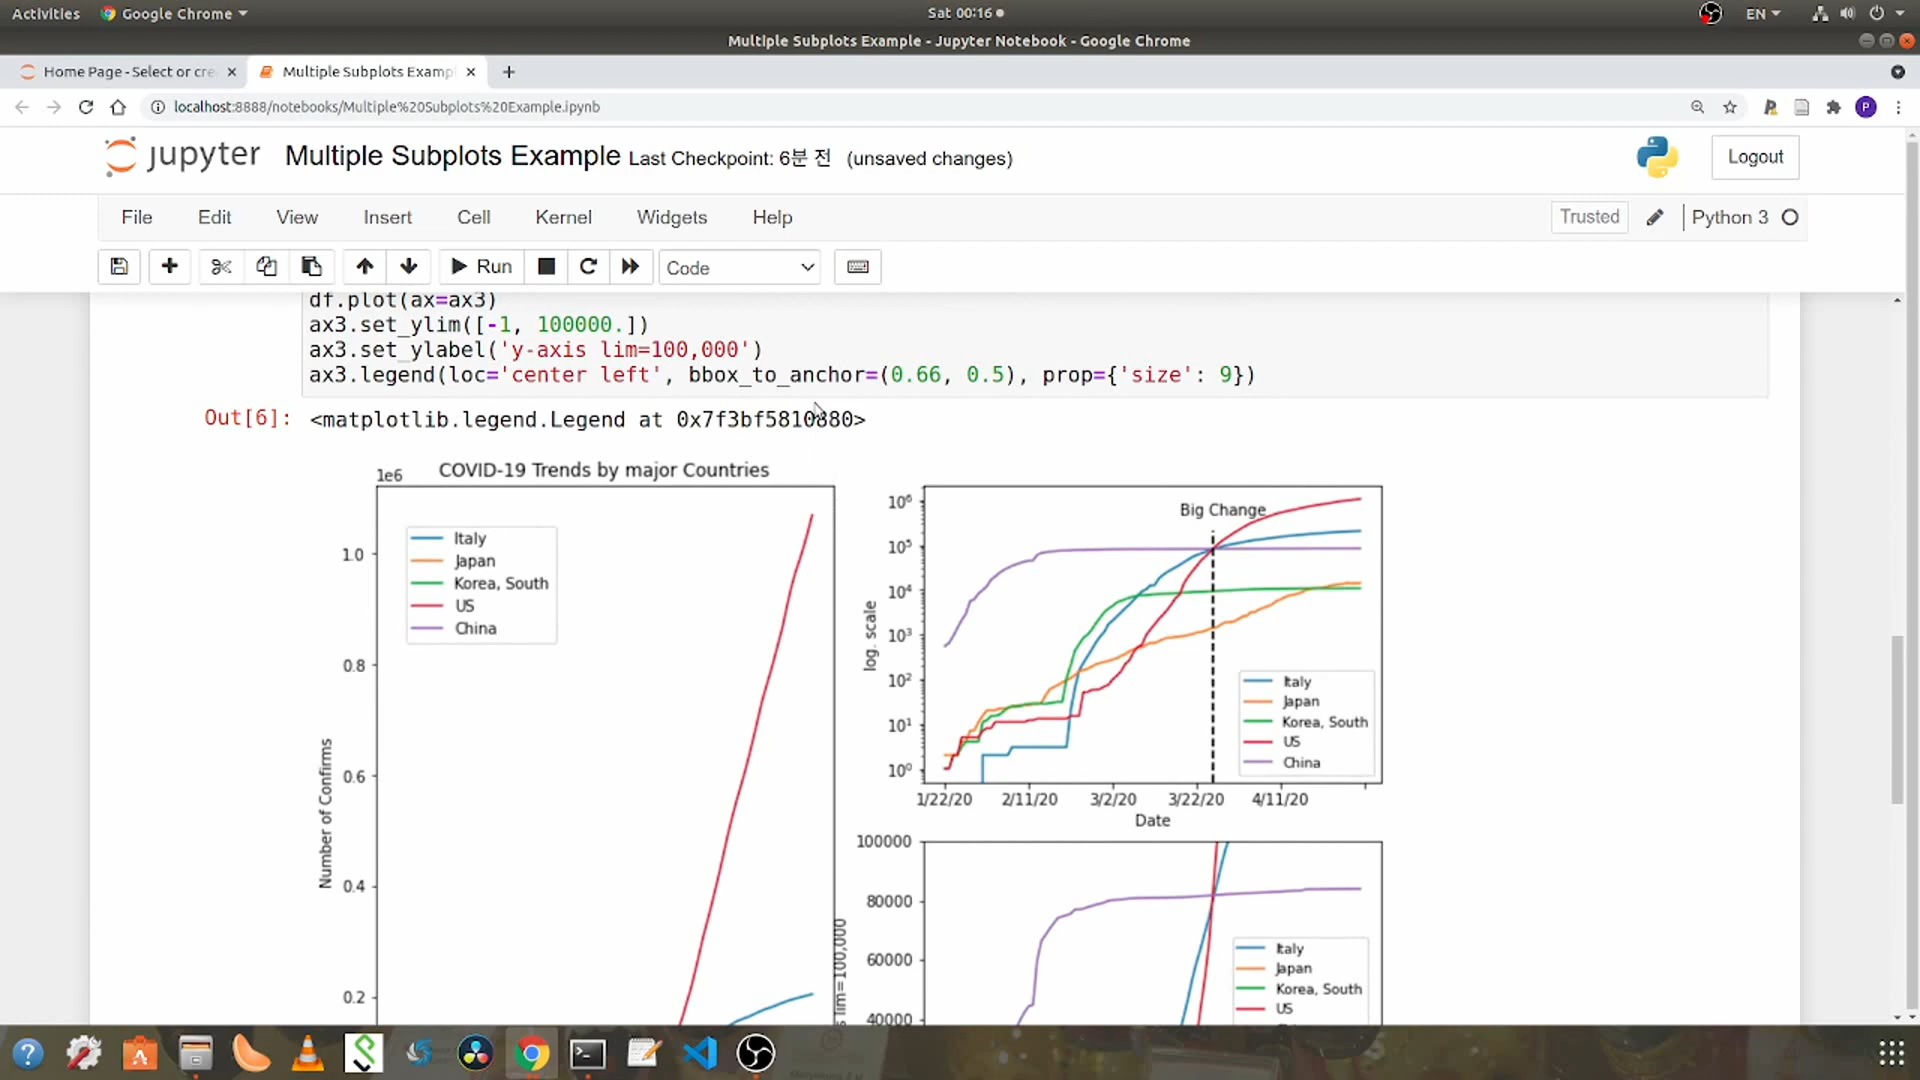 Activities
Google Chrome
Sat 00:16
EN
Multiple Subplots Example - Jupyter Notebook - Google Chrome
Home Page - Select or cre
Multiple Subplots Exampl
localhost:8888/notebooks/Multiple%20Subplots%20Example.ipynb
P
jupyter
Multiple Subplots Example
Last Checkpoint: 6분 전 (unsaved changes)
Logout
File Edit View Insert Cell Kernel Widgets Help
Trusted
Python 3
Run
Code
df.plot(ax=ax3)
ax3.set_ylim([-1, 100000.])
ax3.set_ylabel('y-axis lim=100,000')
ax3.legend(loc='center left', bbox_to_anchor=(0.66, 0.5), prop={'size': 9})
Out[6]:
<matplotlib.legend.Legend at 0x7f3bf5810880>
1e6
COVID-19 Trends by major Countries
Italy
Japan
Korea, South
US
China
1.0
0.8
0.6
0.4
0.2
Number of Confirms
Big Change
10⁶
10⁵
10⁴
10³
10²
10¹
10⁰
log. scale
Italy
Japan
Korea, South
US
China
1/22/20 2/11/20 3/2/20 3/22/20 4/11/20
Date
100000
80000
60000
40000
lim=100,000
Italy
Japan
Korea, South
US